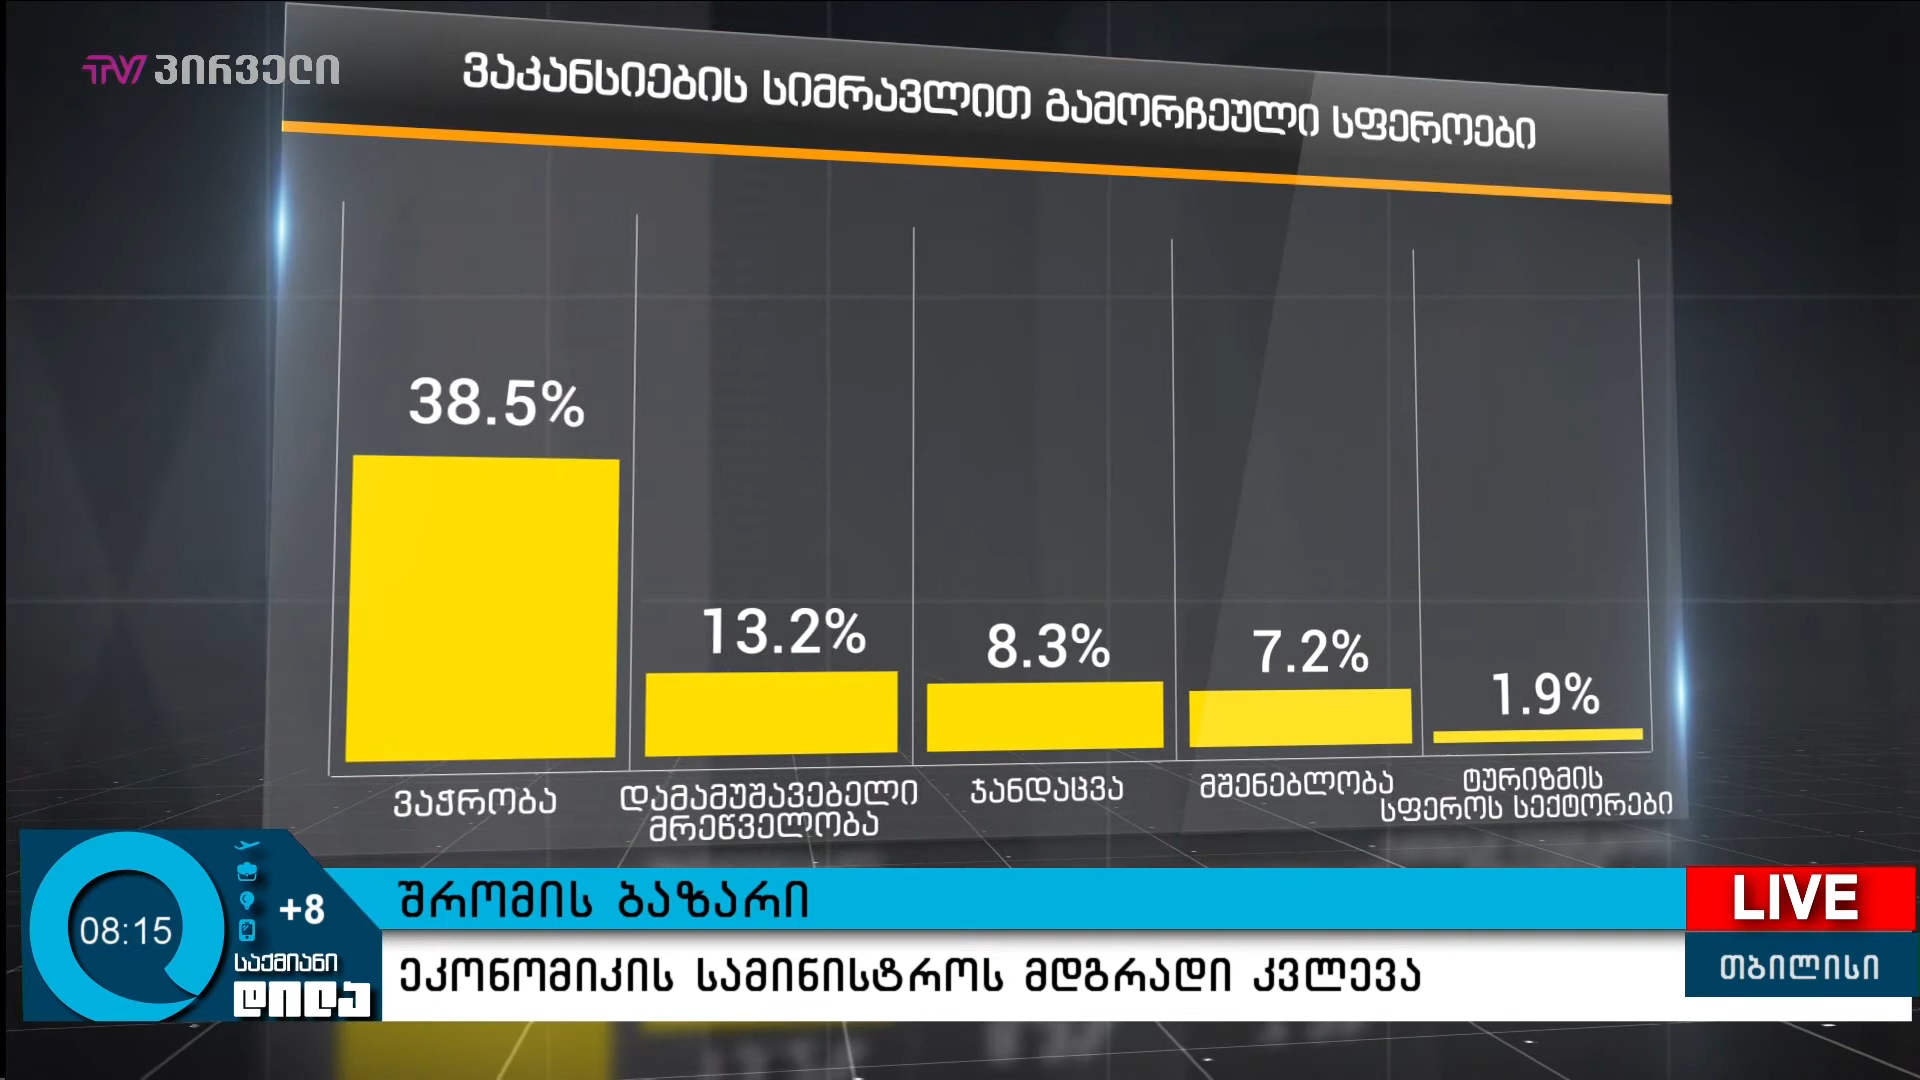 TV ᲞᲘᲠᲕᲔᲚᲘ
ᲕᲐᲙᲐᲜᲡᲘᲔᲑᲘᲡ ᲡᲘᲛᲠᲐᲕᲚᲘᲗ ᲒᲐᲛᲝᲠᲩᲔᲣᲚᲘ ᲡᲤᲔᲠᲝᲔᲑᲘ
38.5%
13.2%
8.3%
7.2%
1.9%
ᲕᲐᲭᲠᲝᲑᲐ
ᲓᲐᲛᲐᲛᲣᲨᲐᲕᲔᲑᲔᲚᲘ
ᲛᲠᲔᲬᲕᲔᲚᲝᲑᲐ
ᲯᲐᲜᲓᲐᲪᲕᲐ
ᲛᲨᲔᲜᲔᲑᲚᲝᲑᲐ
ᲢᲣᲠᲘᲖᲛᲘᲡ
ᲡᲤᲔᲠᲝᲡ ᲡᲔᲥᲢᲝᲠᲔᲑᲘ
08:15
+8
ᲡᲐᲥᲛᲘᲐᲜᲘ
ᲓᲘᲚᲐ
ᲨᲠᲝᲛᲘᲡ ᲑᲐᲖᲐᲠᲘ
ᲔᲙᲝᲜᲝᲛᲘᲙᲘᲡ ᲡᲐᲛᲘᲜᲘᲡᲢᲠᲝᲡ ᲛᲓᲒᲠᲐᲓᲘ ᲙᲕᲚᲔᲕᲐ
LIVE
ᲗᲑᲘᲚᲘᲡᲘ